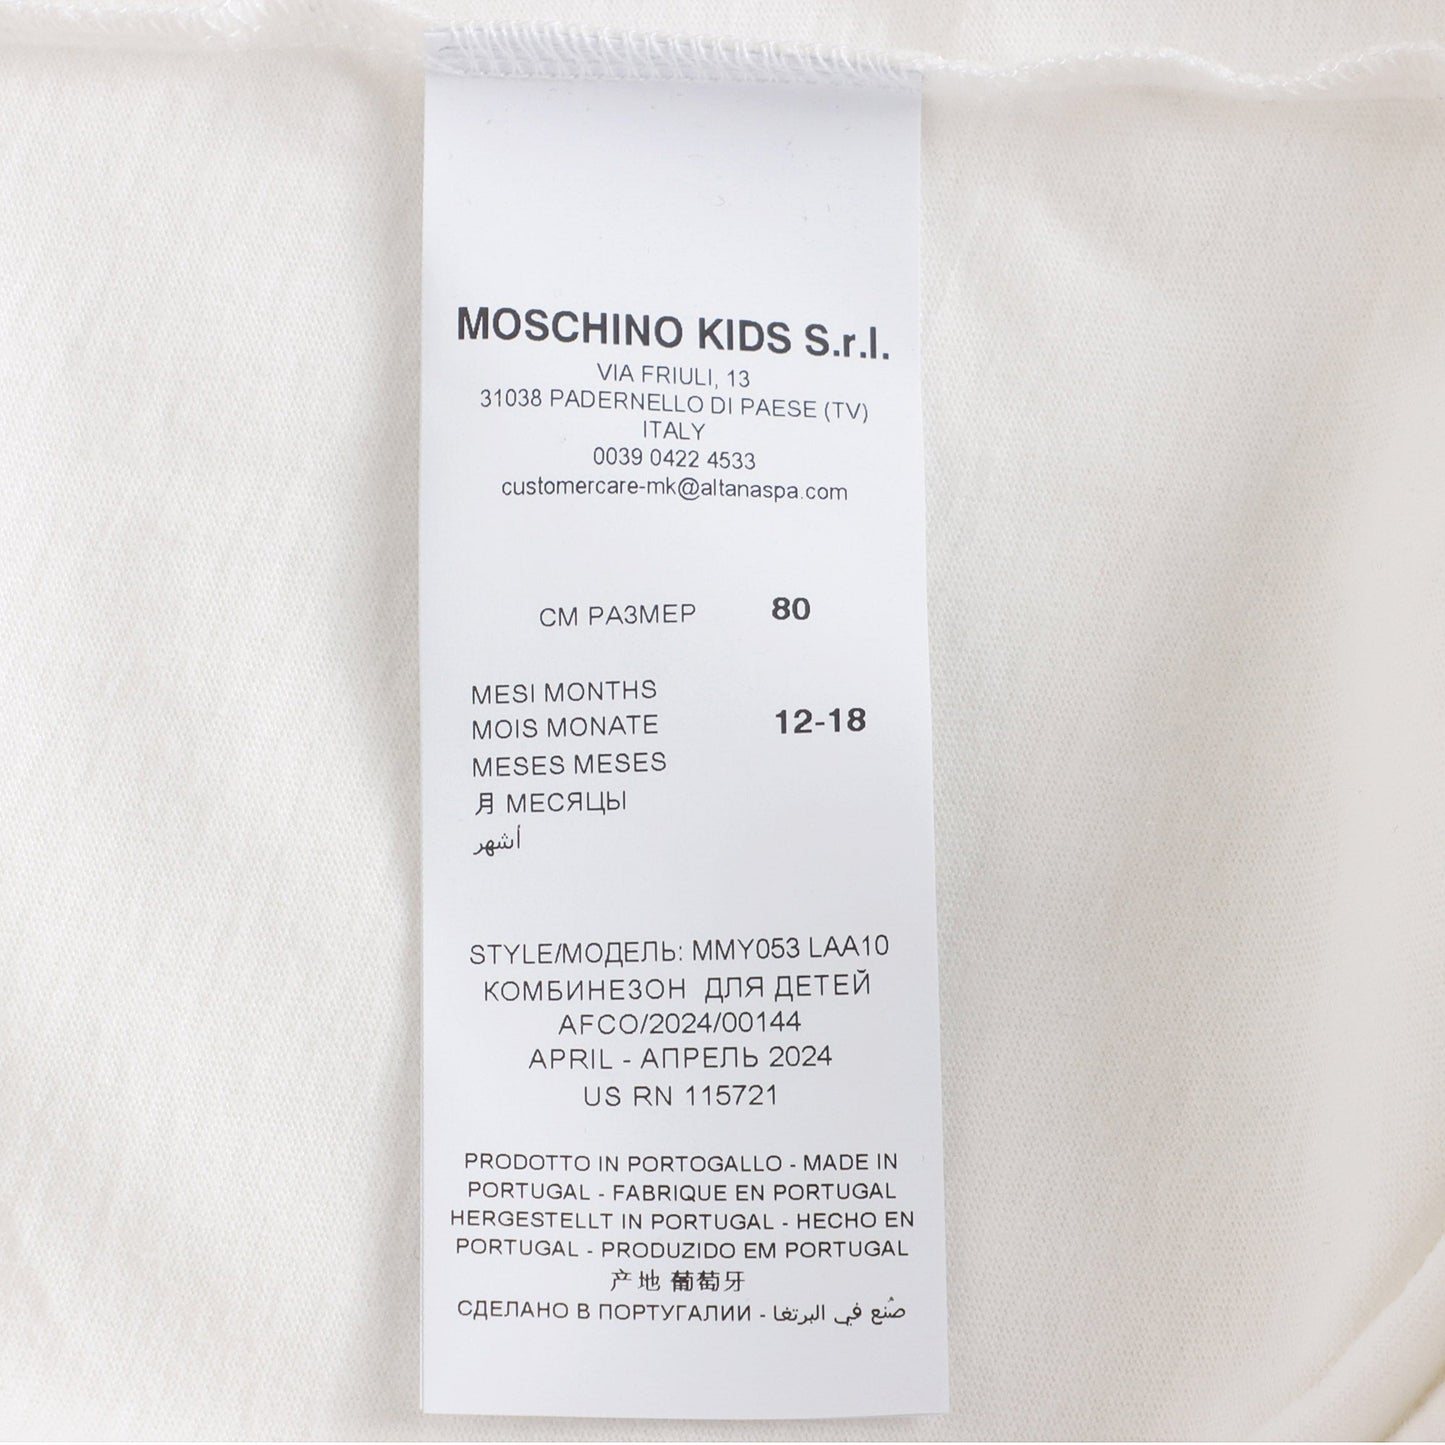 MOSCHINO KIDS S.r.l.
VIA FRIULI, 13
31038 PADERNELLO DI PAESE (TV)
ITALY
0039 0422 4533
customercare-mk@altanaspa.com
СМ РАЗМЕР 80
MESI MONTHS
MOIS MONATE 12-18
MESES MESES
月 МЕСЯЦЫ
أشهر
STYLE/МОДЕЛЬ: MMY053 LAA10
КОМБИНЕЗОН ДЛЯ ДЕТЕЙ
AFCO/2024/00144
APRIL - АПРЕЛЬ 2024
US RN 115721
PRODOTTO IN PORTOGALLO - MADE IN
PORTUGAL - FABRIQUE EN PORTUGAL
HERGESTELLT IN PORTUGAL - HECHO EN
PORTUGAL - PRODUZIDO EM PORTUGAL
产地 葡萄牙
СДЕЛАНО В ПОРТУГАЛИИ - صُنع في البرتغا